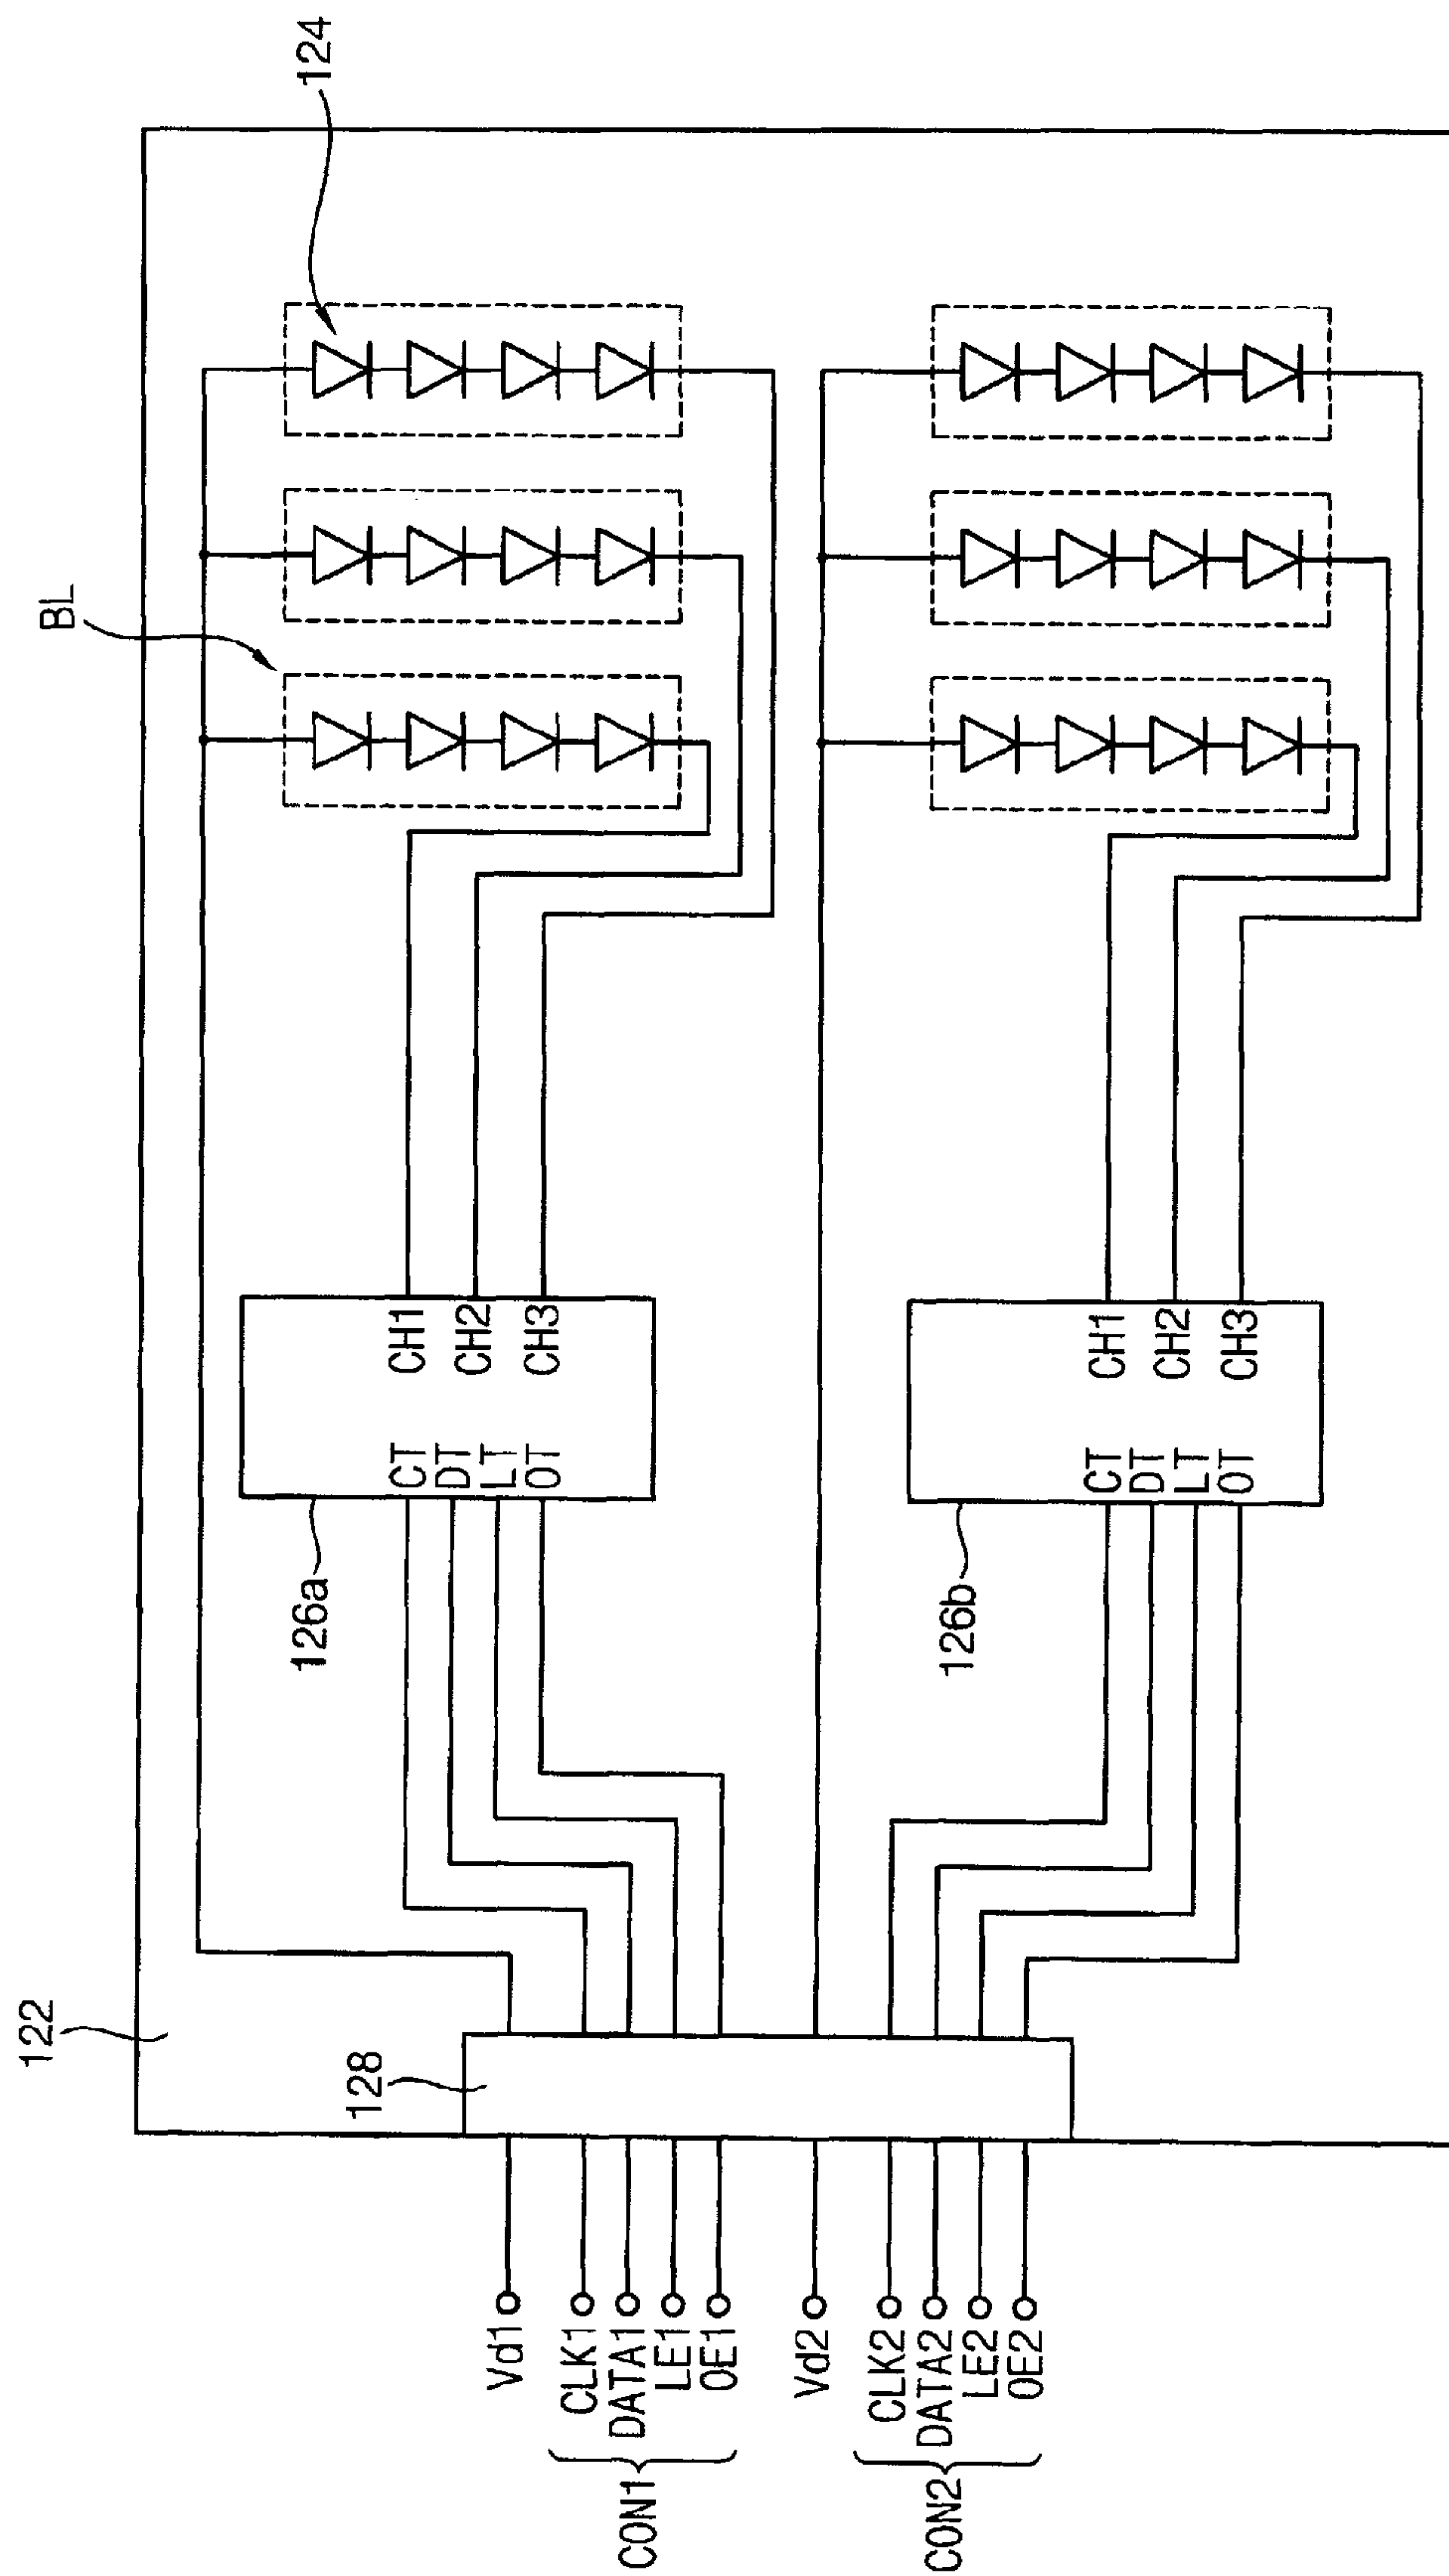 122
128
BL
124
126a
CT
DT
LT
OT
CH1
CH2
CH3
126b
CT
DT
LT
OT
CH1
CH2
CH3
Vd1
CLK1
DATA1
LE1
OE1
CON1
Vd2
CLK2
DATA2
LE2
OE2
CON2